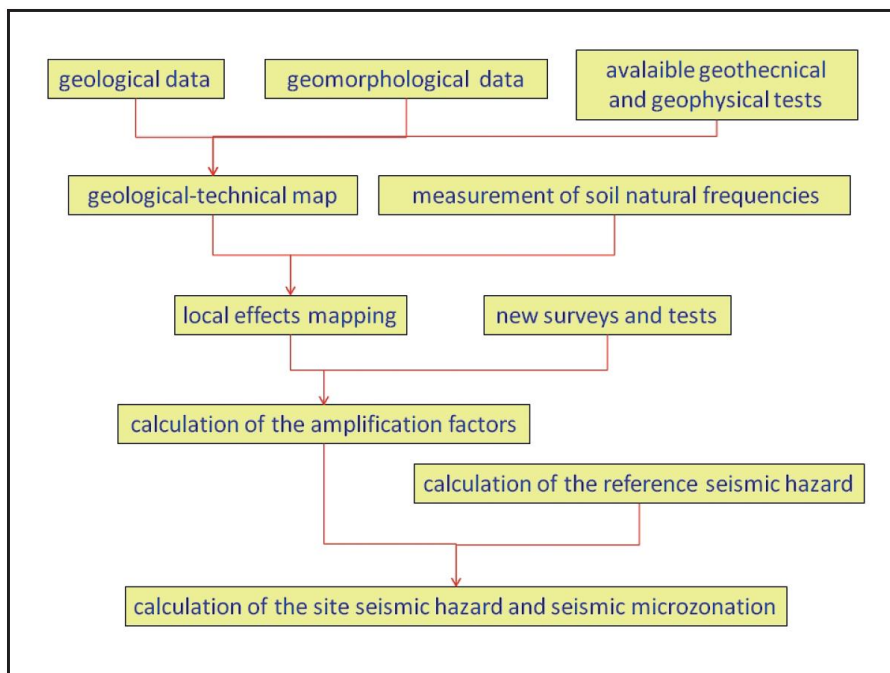 geological data
geomorphological data
avalaible geothecnical
and geophysical tests
geological-technical map
measurement of soil natural frequencies
local effects mapping
new surveys and tests
calculation of the amplification factors
calculation of the reference seismic hazard
calculation of the site seismic hazard and seismic microzonation